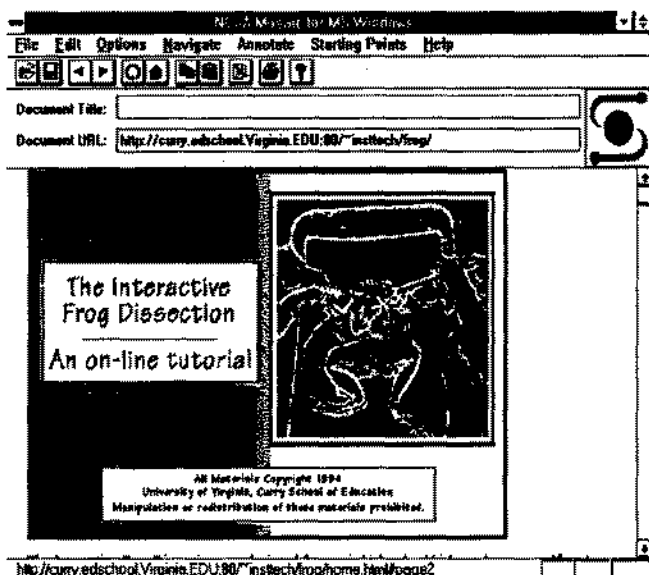 NCSA Mosaic for MS Windows
File Edit Options Navigate Annotate Starting Points Help
Document Title:
Document URL: http://curry.edschool.Virginia.EDU:80/~insttech/frog/
The Interactive
Frog Dissection
An on-line tutorial
All Materials Copyright 1994
University of Virginia, Curry School of Education
Manipulation or redistribution of these materials prohibited.
http://curry.edschool.Virginia.EDU:80/~insttech/frog/home.html/page2